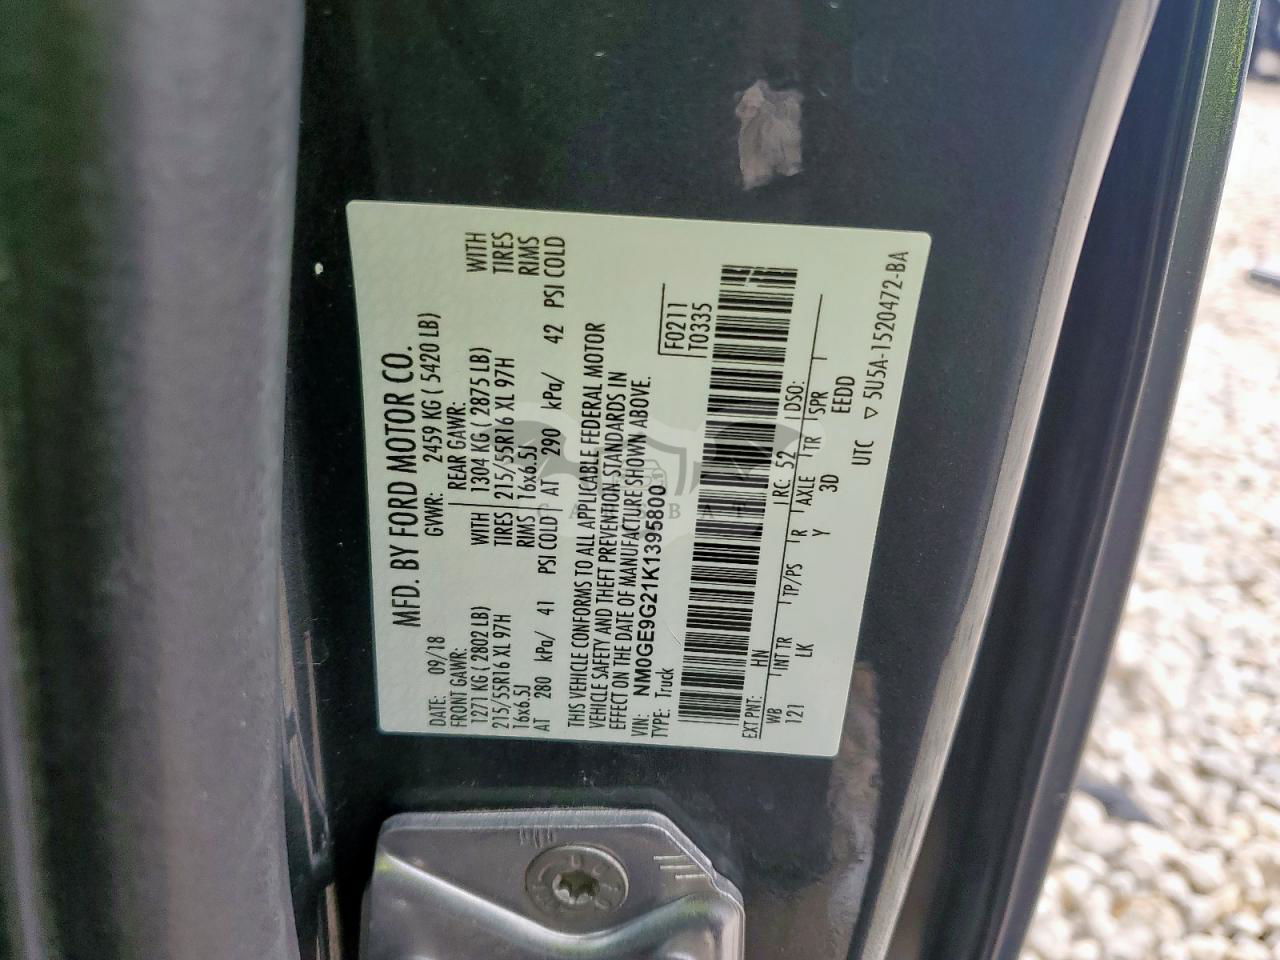 MFD. BY FORD MOTOR CO.
DATE: 09/18 GVWR: 2459 KG ( 5420 LB)
FRONT GAWR: REAR GAWR:
1271 KG ( 2802 LB) WITH 1304 KG ( 2875 LB) WITH
215/55R16 XL 97H TIRES 215/55R16 XL 97H TIRES
16x6.5J RIMS 16x6.5J RIMS
AT 280 kPa/ 41 PSI COLD AT 290 kPa/ 42 PSI COLD
THIS VEHICLE CONFORMS TO ALL APPLICABLE FEDERAL MOTOR
VEHICLE SAFETY AND THEFT PREVENTION STANDARDS IN
EFFECT ON THE DATE OF MANUFACTURE SHOWN ABOVE.
VIN: NM0GE9G21K1395800 F0211
TYPE: Truck T0335
EXT PNT: HN RC: 52 DSO:
WB INT TR TP/PS R AXLE TR SPR
121 LK Y 3D EEDD
UTC ▽ 5U5A-1520472-BA